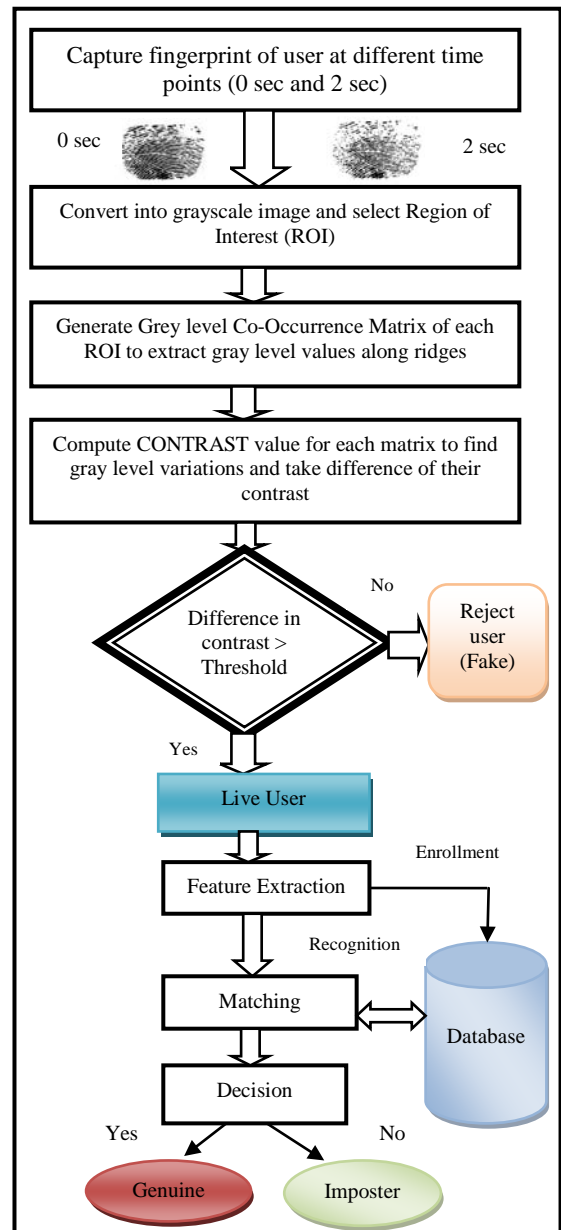 Capture fingerprint of user at different time
points (0 sec and 2 sec)
0 sec
2 sec
Convert into grayscale image and select Region of
Interest (ROI)
Generate Grey level Co-Occurrence Matrix of each
ROI to extract gray level values along ridges
Compute CONTRAST value for each matrix to find
gray level variations and take difference of their
contrast
Difference in
contrast >
Threshold
No
Reject
user
(Fake)
Yes
Live User
Enrollment
Feature Extraction
Recognition
Matching
Database
Decision
Yes
No
Genuine
Imposter